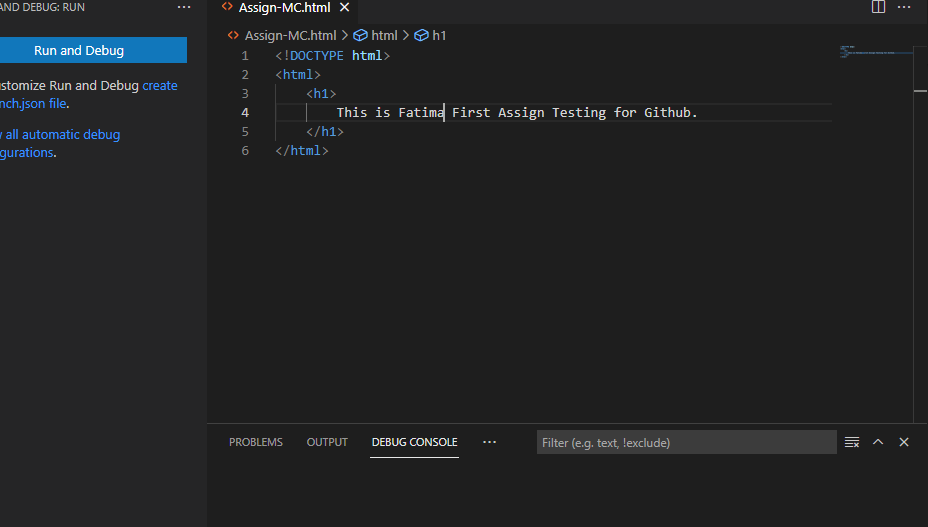 AND DEBUG: RUN ···
Run and Debug
stomize Run and Debug create
nch.json file.
all automatic debug
gurations.
Assign-MC.html
Assign-MC.html > html > h1
1 <!DOCTYPE html>
2 <html>
3 <h1>
4 This is Fatima First Assign Testing for Github.
5 </h1>
6 </html>
PROBLEMS OUTPUT DEBUG CONSOLE ··· Filter (e.g. text, !exclude)